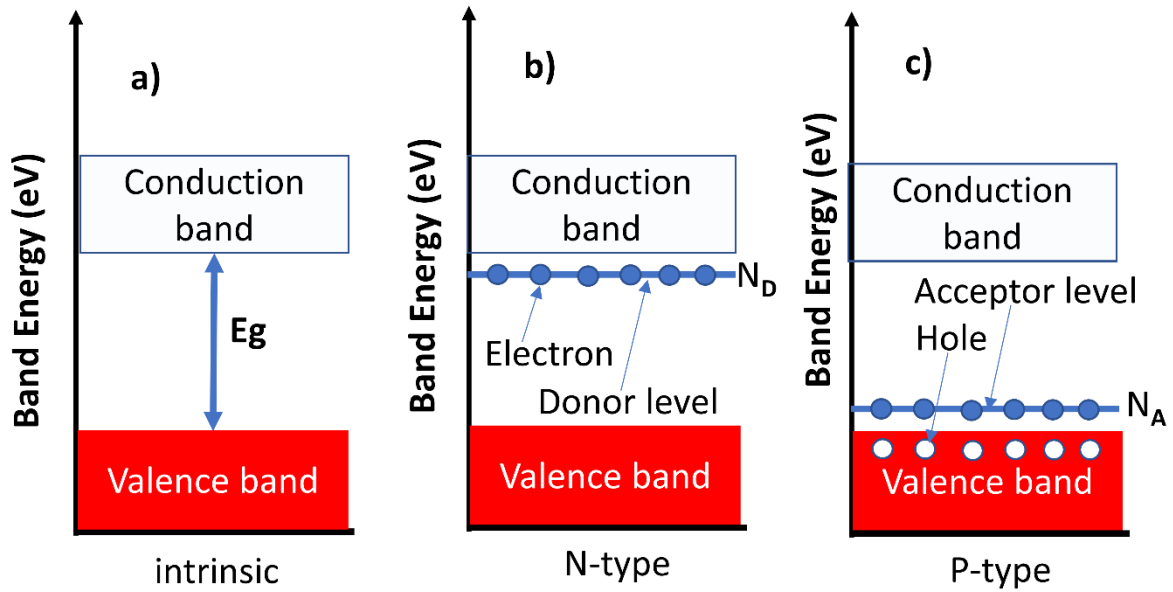 a)
Band Energy (eV)
Conduction
band
Eg
Valence band
intrinsic
b)
Band Energy (eV)
Conduction
band
N_D
Electron
Donor level
Valence band
N-type
c)
Band Energy (eV)
Conduction
band
Acceptor level
Hole
N_A
Valence band
P-type